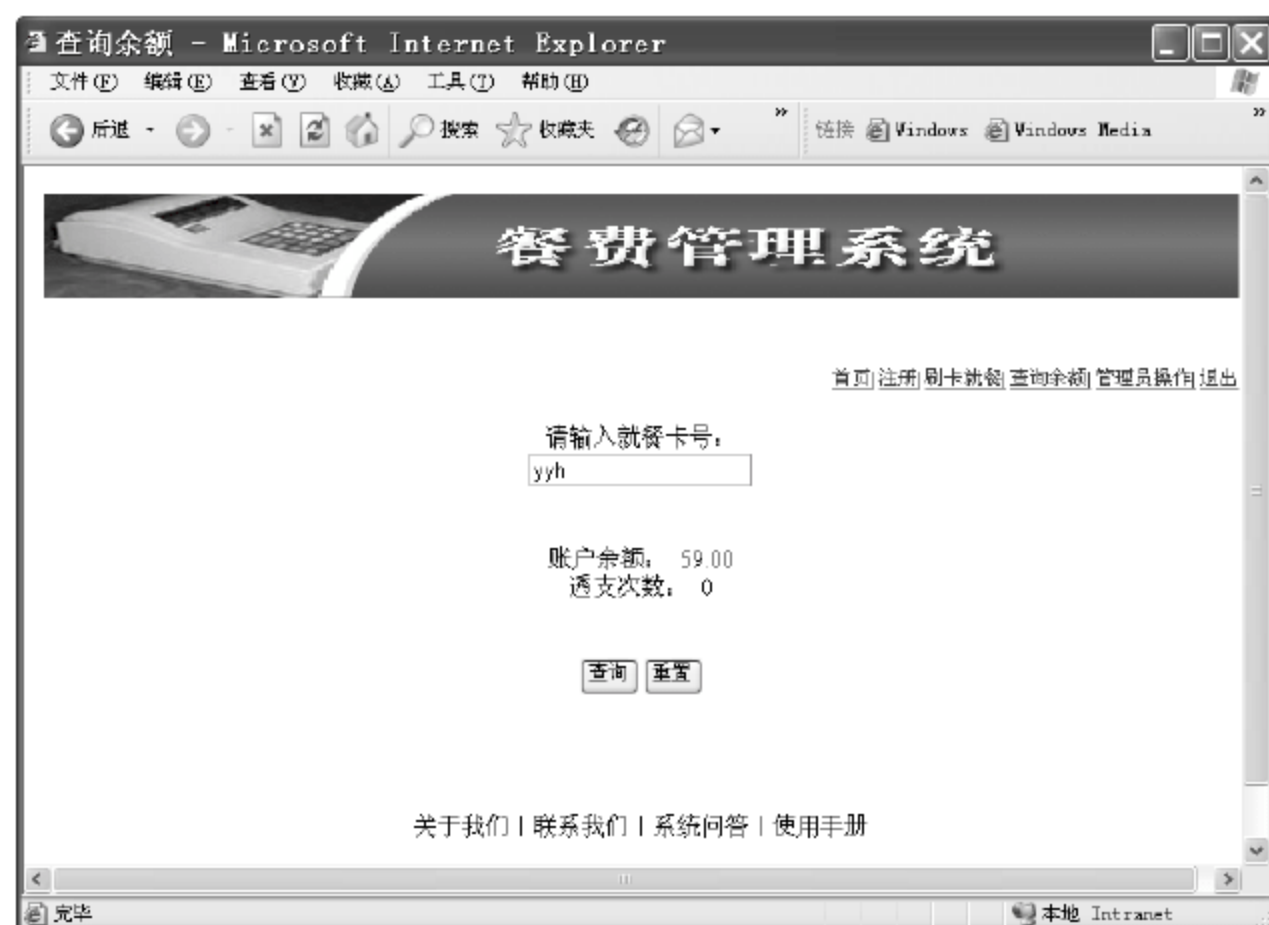 查询余额 - Microsoft Internet Explorer
文件(F) 编辑(E) 查看(V) 收藏(A) 工具(T) 帮助(H)
后退 搜索 收藏夹 » 链接 Windows Windows Media »
餐费管理系统
首页| 注册| 刷卡就餐| 查询余额| 管理员操作| 退出
请输入就餐卡号：
yyh
账户余额： 59.00
透支次数： 0
查询 重置
关于我们 | 联系我们 | 系统问答 | 使用手册
完毕 本地 Intranet